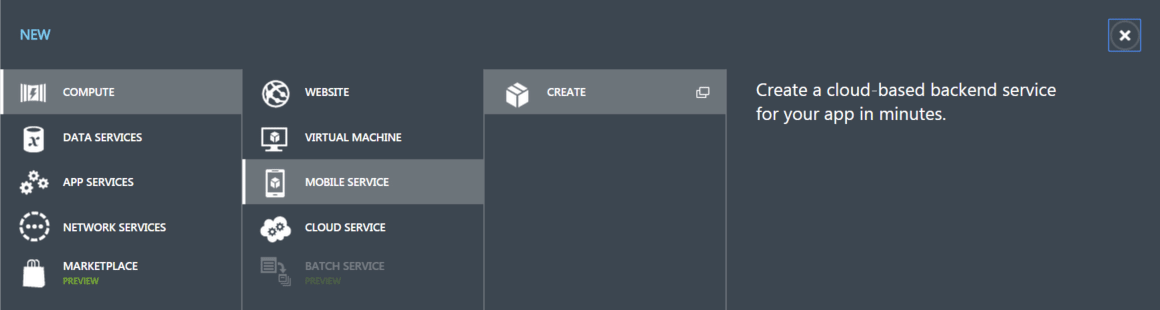 NEW
COMPUTE
DATA SERVICES
APP SERVICES
NETWORK SERVICES
MARKETPLACE
PREVIEW
WEBSITE
VIRTUAL MACHINE
MOBILE SERVICE
CLOUD SERVICE
BATCH SERVICE
PREVIEW
CREATE
Create a cloud-based backend service
for your app in minutes.